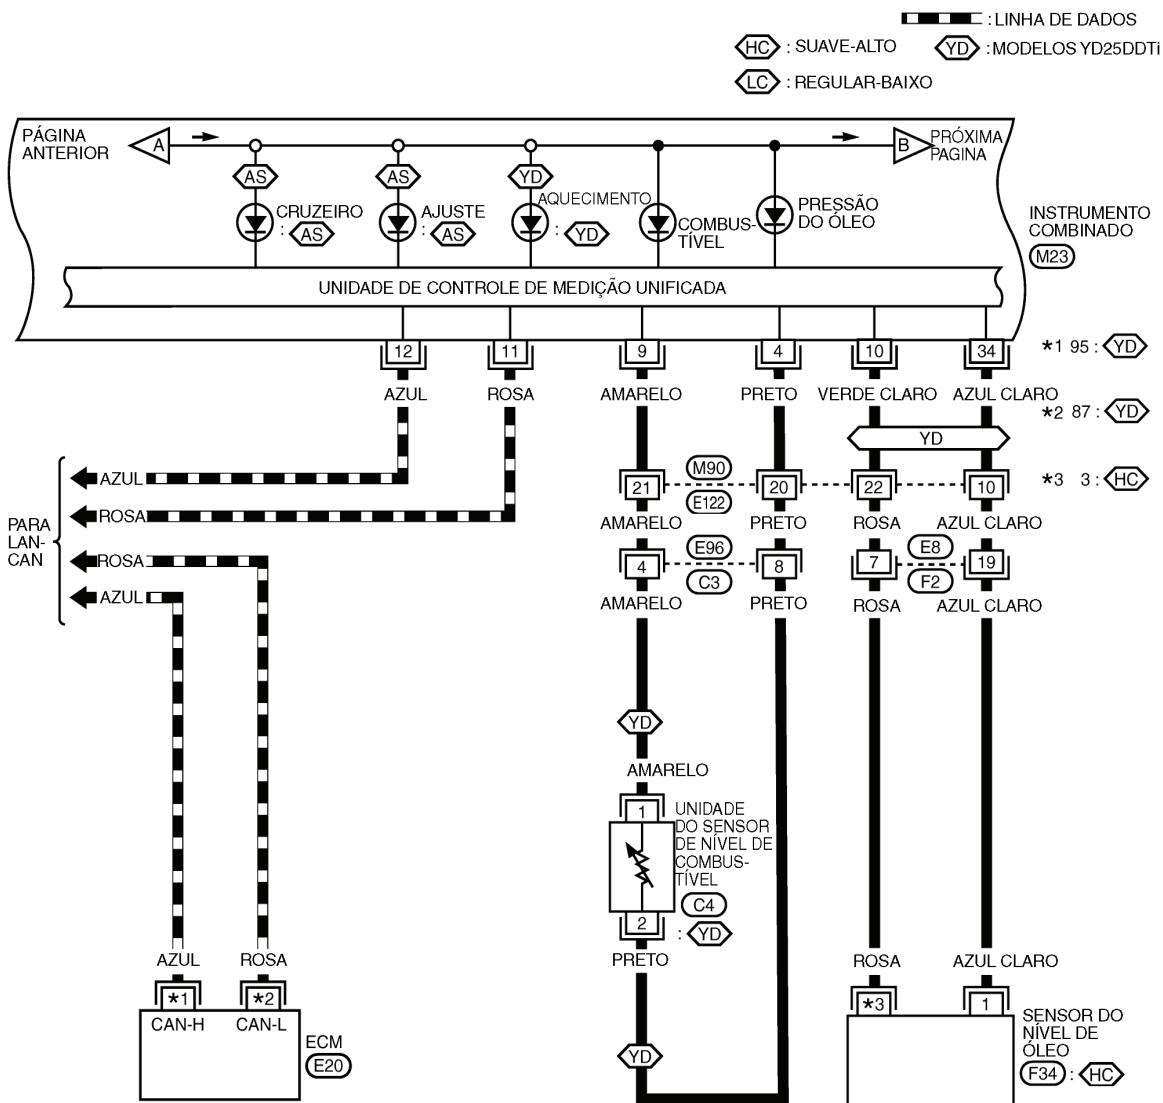 : LINHA DE DADOS
HC : SUAVE-ALTO
YD : MODELOS YD25DDTi
LC : REGULAR-BAIXO
PÁGINA
ANTERIOR
A
B
PRÓXIMA
PAGINA
AS
AS
YD
CRUZEIRO
: AS
AJUSTE
: AS
AQUECIMENTO
: YD
COMBUS-
TÍVEL
PRESSÃO
DO ÓLEO
INSTRUMENTO
COMBINADO
M23
UNIDADE DE CONTROLE DE MEDIÇÃO UNIFICADA
12
11
9
4
10
34
*1 95 : YD
AZUL
ROSA
AMARELO
PRETO
VERDE CLARO
AZUL CLARO
*2 87 : YD
YD
AZUL
M90
21
20
22
10
*3 3 : HC
E122
ROSA
AMARELO
PRETO
ROSA
AZUL CLARO
PARA
LAN-
CAN
ROSA
E96
E8
4
8
7
19
C3
F2
AZUL
AMARELO
PRETO
ROSA
AZUL CLARO
YD
AMARELO
1
UNIDADE
DO SENSOR
DE NÍVEL DE
COMBUS-
TÍVEL
C4
2
: YD
AZUL
ROSA
PRETO
ROSA
AZUL CLARO
*1
*2
*3
1
CAN-H
CAN-L
ECM
E20
YD
SENSOR DO
NÍVEL DE
ÓLEO
F34 : HC